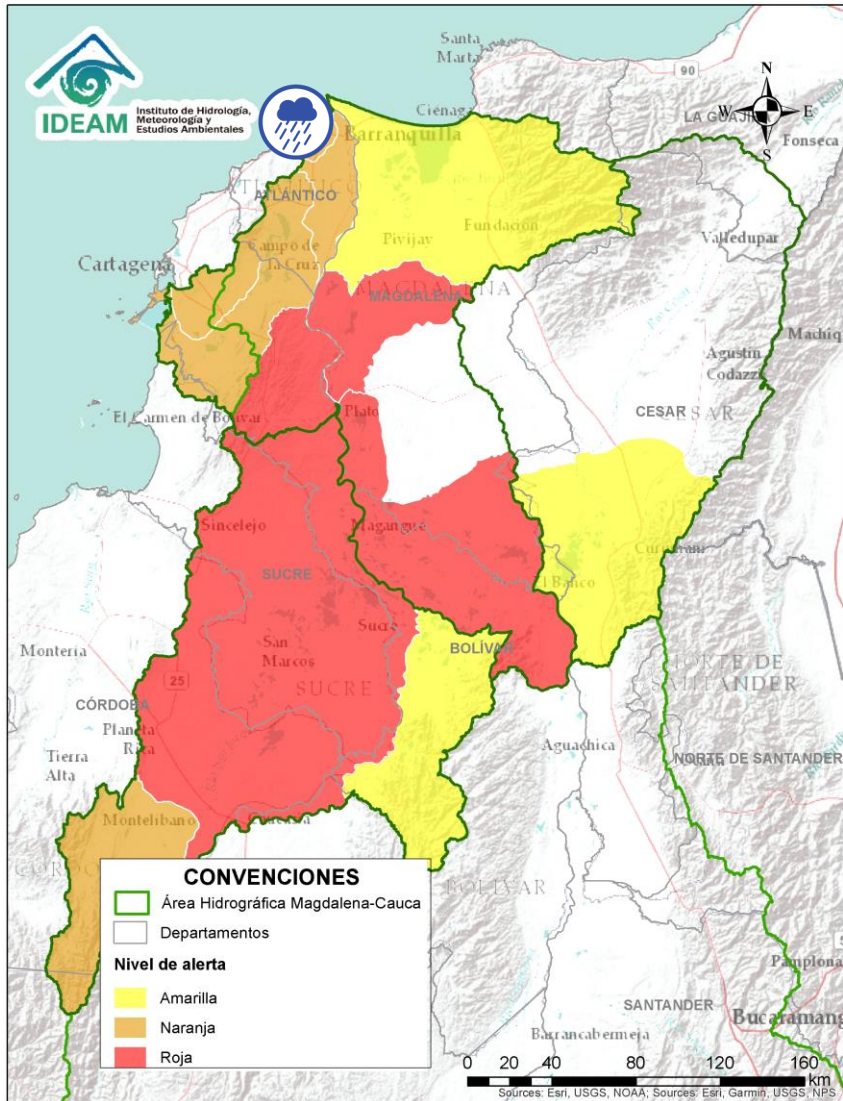 IDEAM
Instituto de Hidrología,
Meteorología y
Estudios Ambientales
Santa
Marta
90
N
W
E
S
Ciénaga
LA GUAJI
Barranquilla
Fonseca
ATLÁNTICO
Fundación
Pivijay
Valledupar
Campo de
la Cruz
Cartagena
MAGDALENA
Agustín
Codazzi
Machiq
CESAR
CESAR
El Carmen de Bolívar
Plato
Sincelejo
Magangué
SUCRE
El Banco
Sucre
BOLÍVAR
San
Marcos
SUCRE
Montería
25
NORTE DE
SANTANDER
CÓRDOBA
Planeta
Rica
Tierra
Alta
Aguachica
NORTE DE SANTANDER
Montelíbano
BOLÍVAR
CONVENCIONES
Área Hidrográfica Magdalena-Cauca
Departamentos
Nivel de alerta
Amarilla
Naranja
Roja
Pamplona
SANTANDER
Bucaramang
Barrancabermeja
0 20 40 80 120 160
km
Sources: Esri, USGS, NOAA; Sources: Esri, Garmin, USGS, NPS